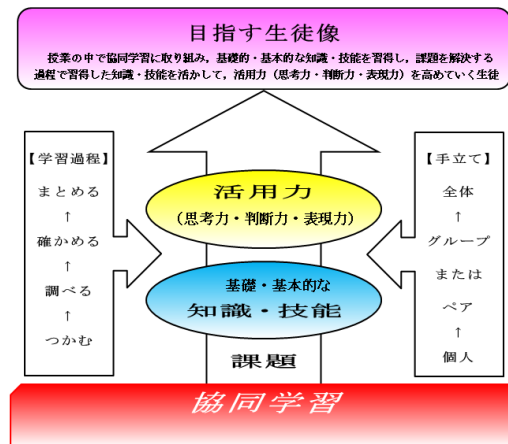 目指す生徒像
授業の中で協同学習に取り組み，基礎的・基本的な知識・技能を習得し，課題を解決する
過程で習得した知識・技能を活かして，活用力（思考力・判断力・表現力）を高めていく生徒
【学習過程】
まとめる
↑
確かめる
↑
調べる
↑
つかむ
活用力
（思考力・判断力・表現力）
基礎・基本的な
知識・技能
課題
【手立て】
全体
↑
グループ
または
ペア
↑
個人
協同学習